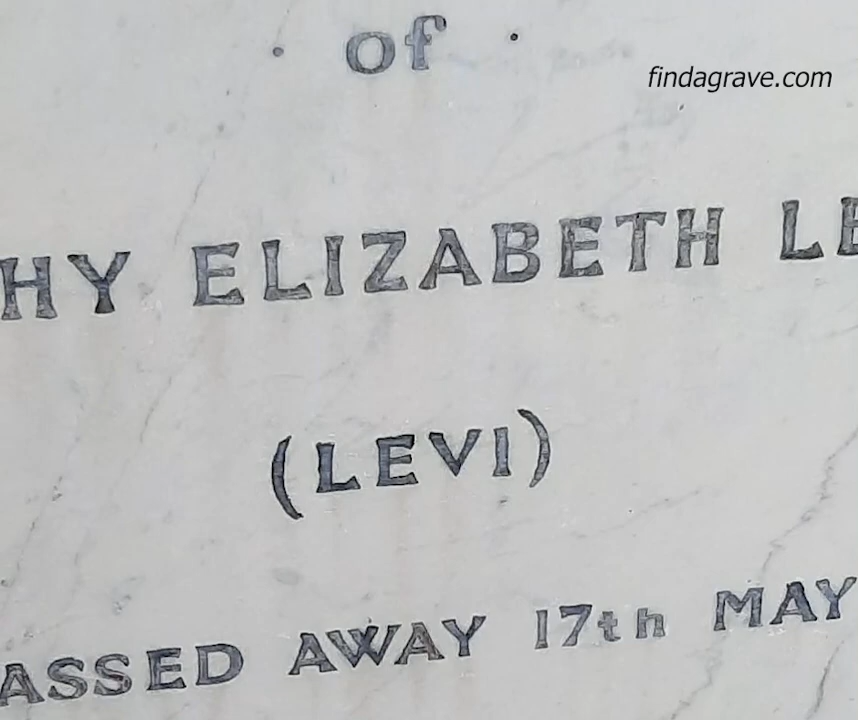 of
findagrave.com
HY ELIZABETH LE
(LEVI)
ASSED AWAY 17th MAY